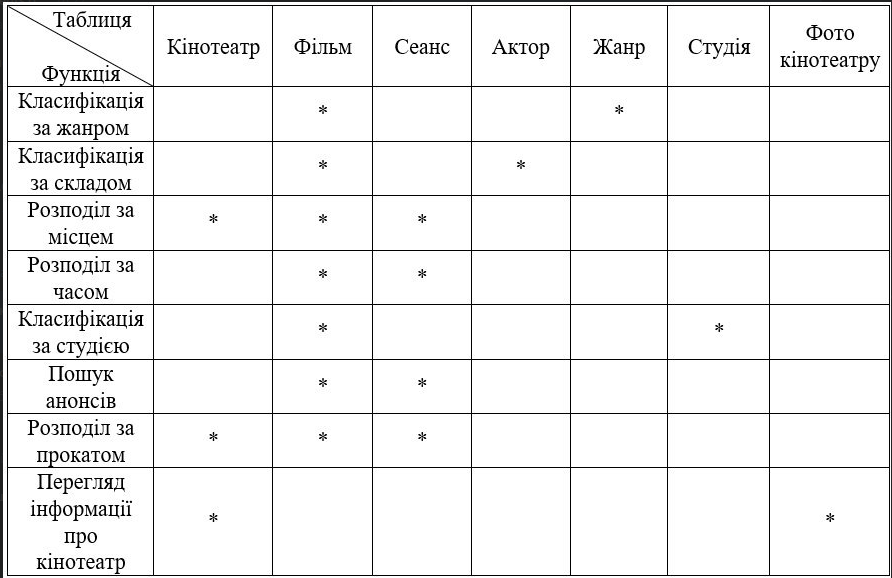 Таблиця
Функція
Кінотеатр Фільм Сеанс Актор Жанр Студія Фото
кінотеатру
Класифікація
за жанром * *
Класифікація
за складом * *
Розподіл за
місцем * * *
Розподіл за
часом * *
Класифікація
за студією * *
Пошук
анонсів * *
Розподіл за
прокатом * * *
Перегляд
інформації
про
кінотеатр * *